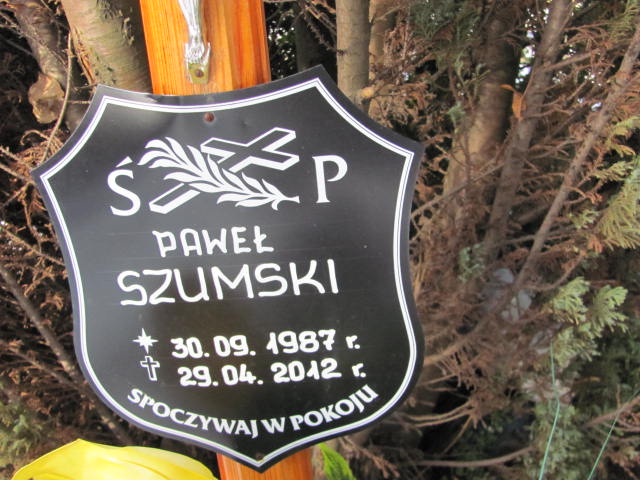 Ś P
PAWEŁ
SZUMSKI
30.09.1987 r.
29.04.2012 r.
SPOCZYWAJ W POKOJU